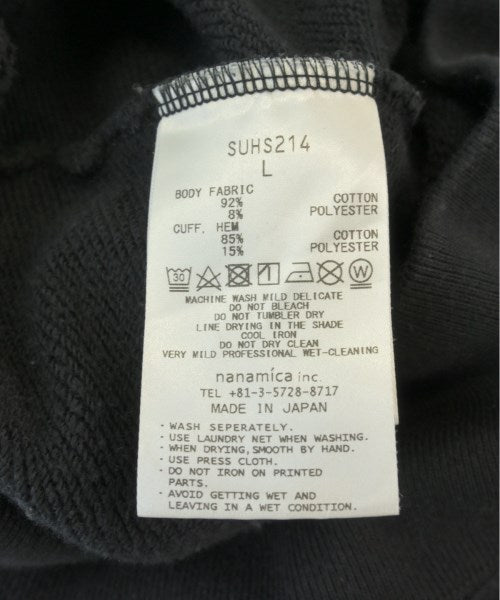 SUHS214
L
BODY FABRIC
92% COTTON
8% POLYESTER
CUFF. HEM
85% COTTON
15% POLYESTER
30 W
MACHINE WASH MILD DELICATE
DO NOT BLEACH
DO NOT TUMBLER DRY
LINE DRYING IN THE SHADE
COOL IRON
DO NOT DRY CLEAN
VERY MILD PROFESSIONAL WET-CLEANING
nanamica inc.
TEL +81-3-5728-8717
MADE IN JAPAN
· WASH SEPERATELY.
· USE LAUNDRY NET WHEN WASHING.
· WHEN DRYING, SMOOTH BY HAND.
· USE PRESS CLOTH.
· DO NOT IRON ON PRINTED
PARTS.
· AVOID GETTING WET AND
LEAVING IN A WET CONDITION.